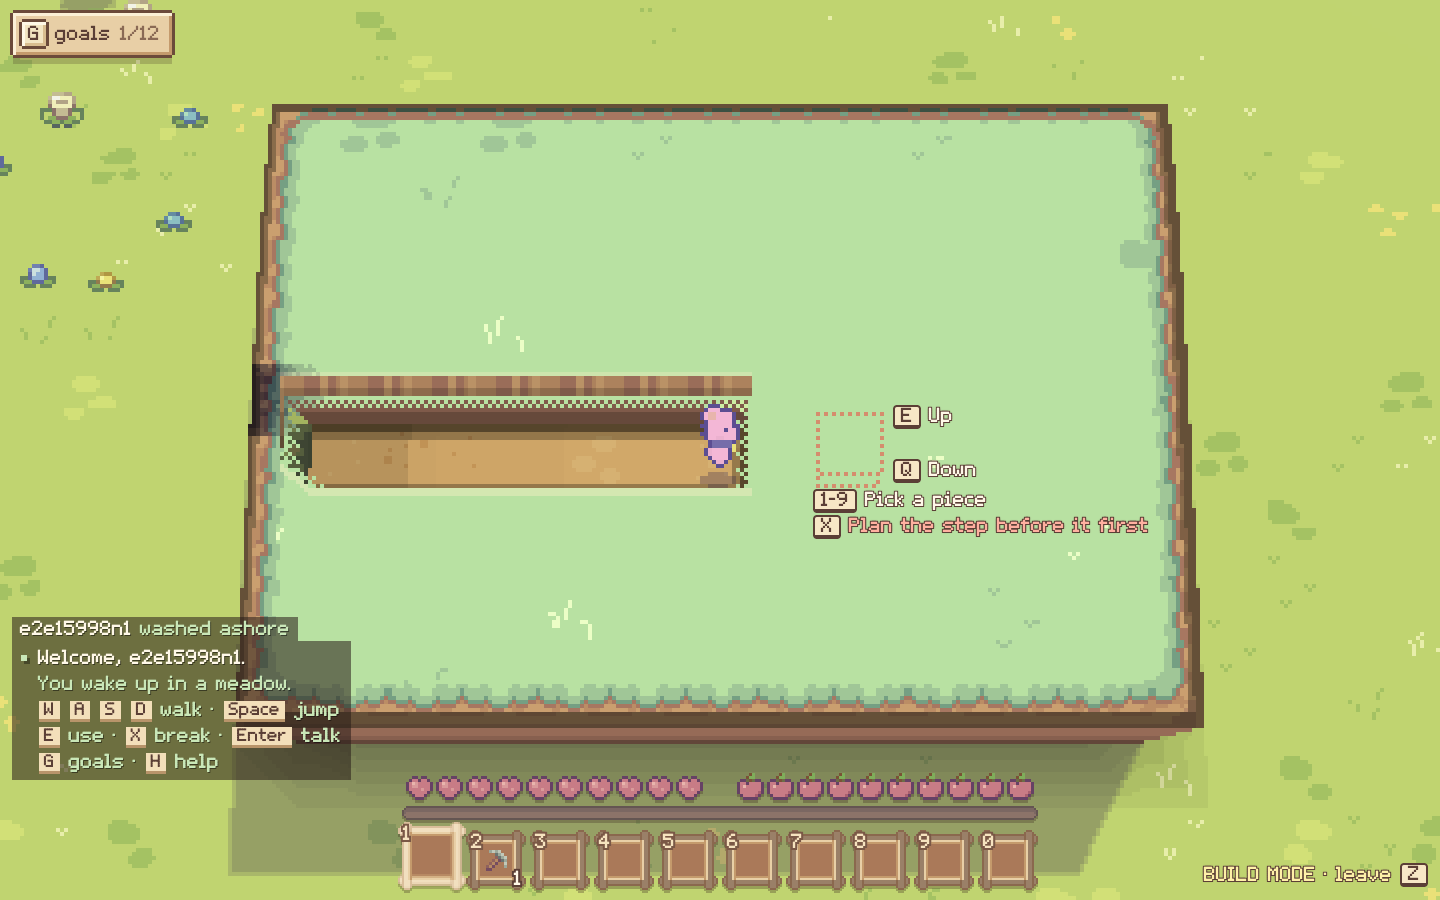 G goals 1/12
E Up
Q Down
1-9 Pick a piece
X Plan the step before it first
e2e15998n1 washed ashore
Welcome, e2e15998n1.
You wake up in a meadow.
W A S D walk · Space jump
E use · X break · Enter talk
G goals · H help
1 2 3 4 5 6 7 8 9 0
1
BUILD MODE · leave Z